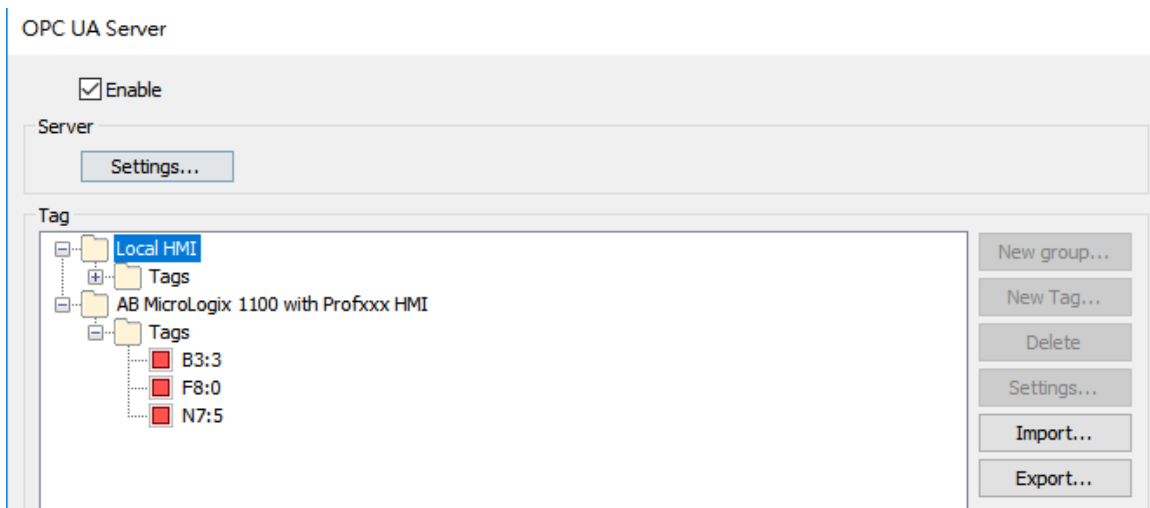 OPC UA Server
Enable
Server
Settings...
Tag
Local HMI
Tags
AB MicroLogix 1100 with Profxxx HMI
Tags
B3:3
F8:0
N7:5
New group...
New Tag...
Delete
Settings...
Import...
Export...